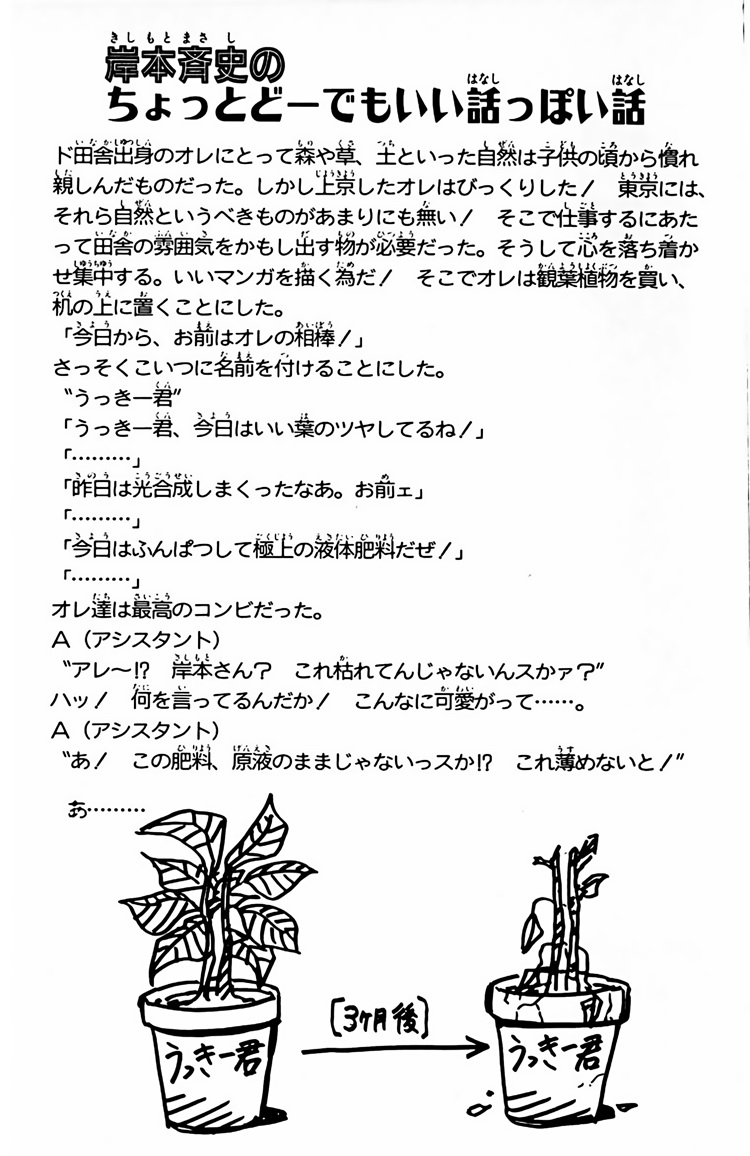 岸本斉史の
ちょっとどーでもいい話っぽい話
ド田舎出身のオレにとって森や草、土といった自然は子供の頃から慣れ
親しんだものだった。しかし上京したオレはびっくりした！　東京には、
それら自然というべきものがあまりにも無い！　そこで仕事するにあた
って田舎の雰囲気をかもし出す物が必要だった。そうして心を落ち着か
せ集中する。いいマンガを描く為だ！　そこでオレは観葉植物を買い、
机の上に置くことにした。
「今日から、お前はオレの相棒！」
さっそくこいつに名前を付けることにした。
〝うっきー君〟
「うっきー君、今日はいい葉のツヤしてるね！」
「………」
「昨日は光合成しまくったなあ。お前ェ」
「………」
「今日はふんぱつして極上の液体肥料だぜ！」
「………」
オレ達は最高のコンビだった。
A（アシスタント）
〝アレ〜!?　岸本さん？　これ枯れてんじゃないんスかァ？〟
ハッ！　何を言ってるんだか！　こんなに可愛がって……。
A（アシスタント）
〝あ！　この肥料、原液のままじゃないっスか!?　これ薄めないと！〟
あ………
[3ヶ月後]
うっきー君
うっきー君